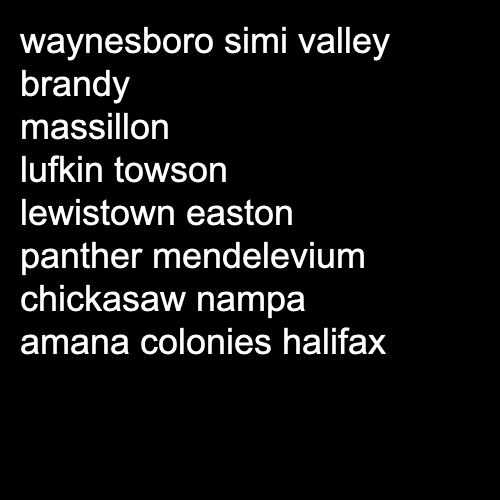 waynesboro simi valley
brandy
massillon
lufkin towson
lewistown easton
panther mendelevium
chickasaw nampa
amana colonies halifax